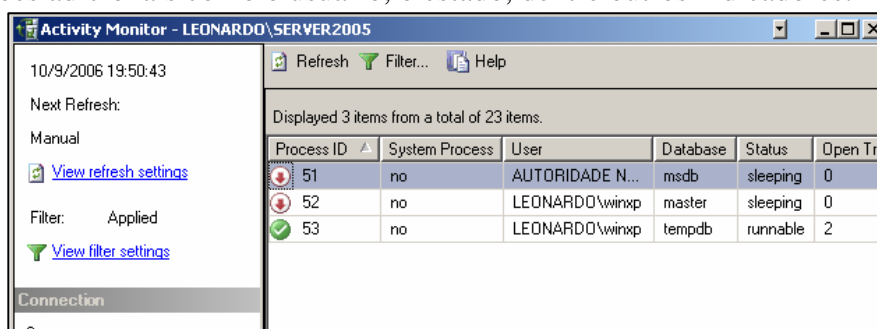 Activity Monitor - LEONARDO\SERVER2005
10/9/2006 19:50:43
Next Refresh:
Manual
View refresh settings
Filter: Applied
View filter settings
Connection
Refresh Filter... Help
Displayed 3 items from a total of 23 items.
Process ID System Process User Database Status Open Tr
51 no AUTORIDADE N... msdb sleeping 0
52 no LEONARDO\winxp master sleeping 0
53 no LEONARDO\winxp tempdb runnable 2